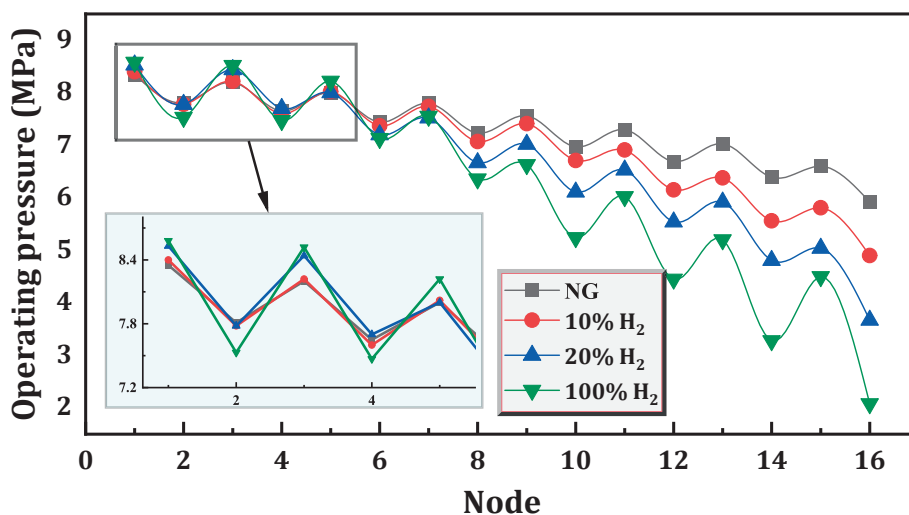 Operating pressure (MPa)
9
8
7
6
5
4
3
2
8.4
7.8
7.2
2
4
NG
10% H₂
20% H₂
100% H₂
0 2 4 6 8 10 12 14 16
Node